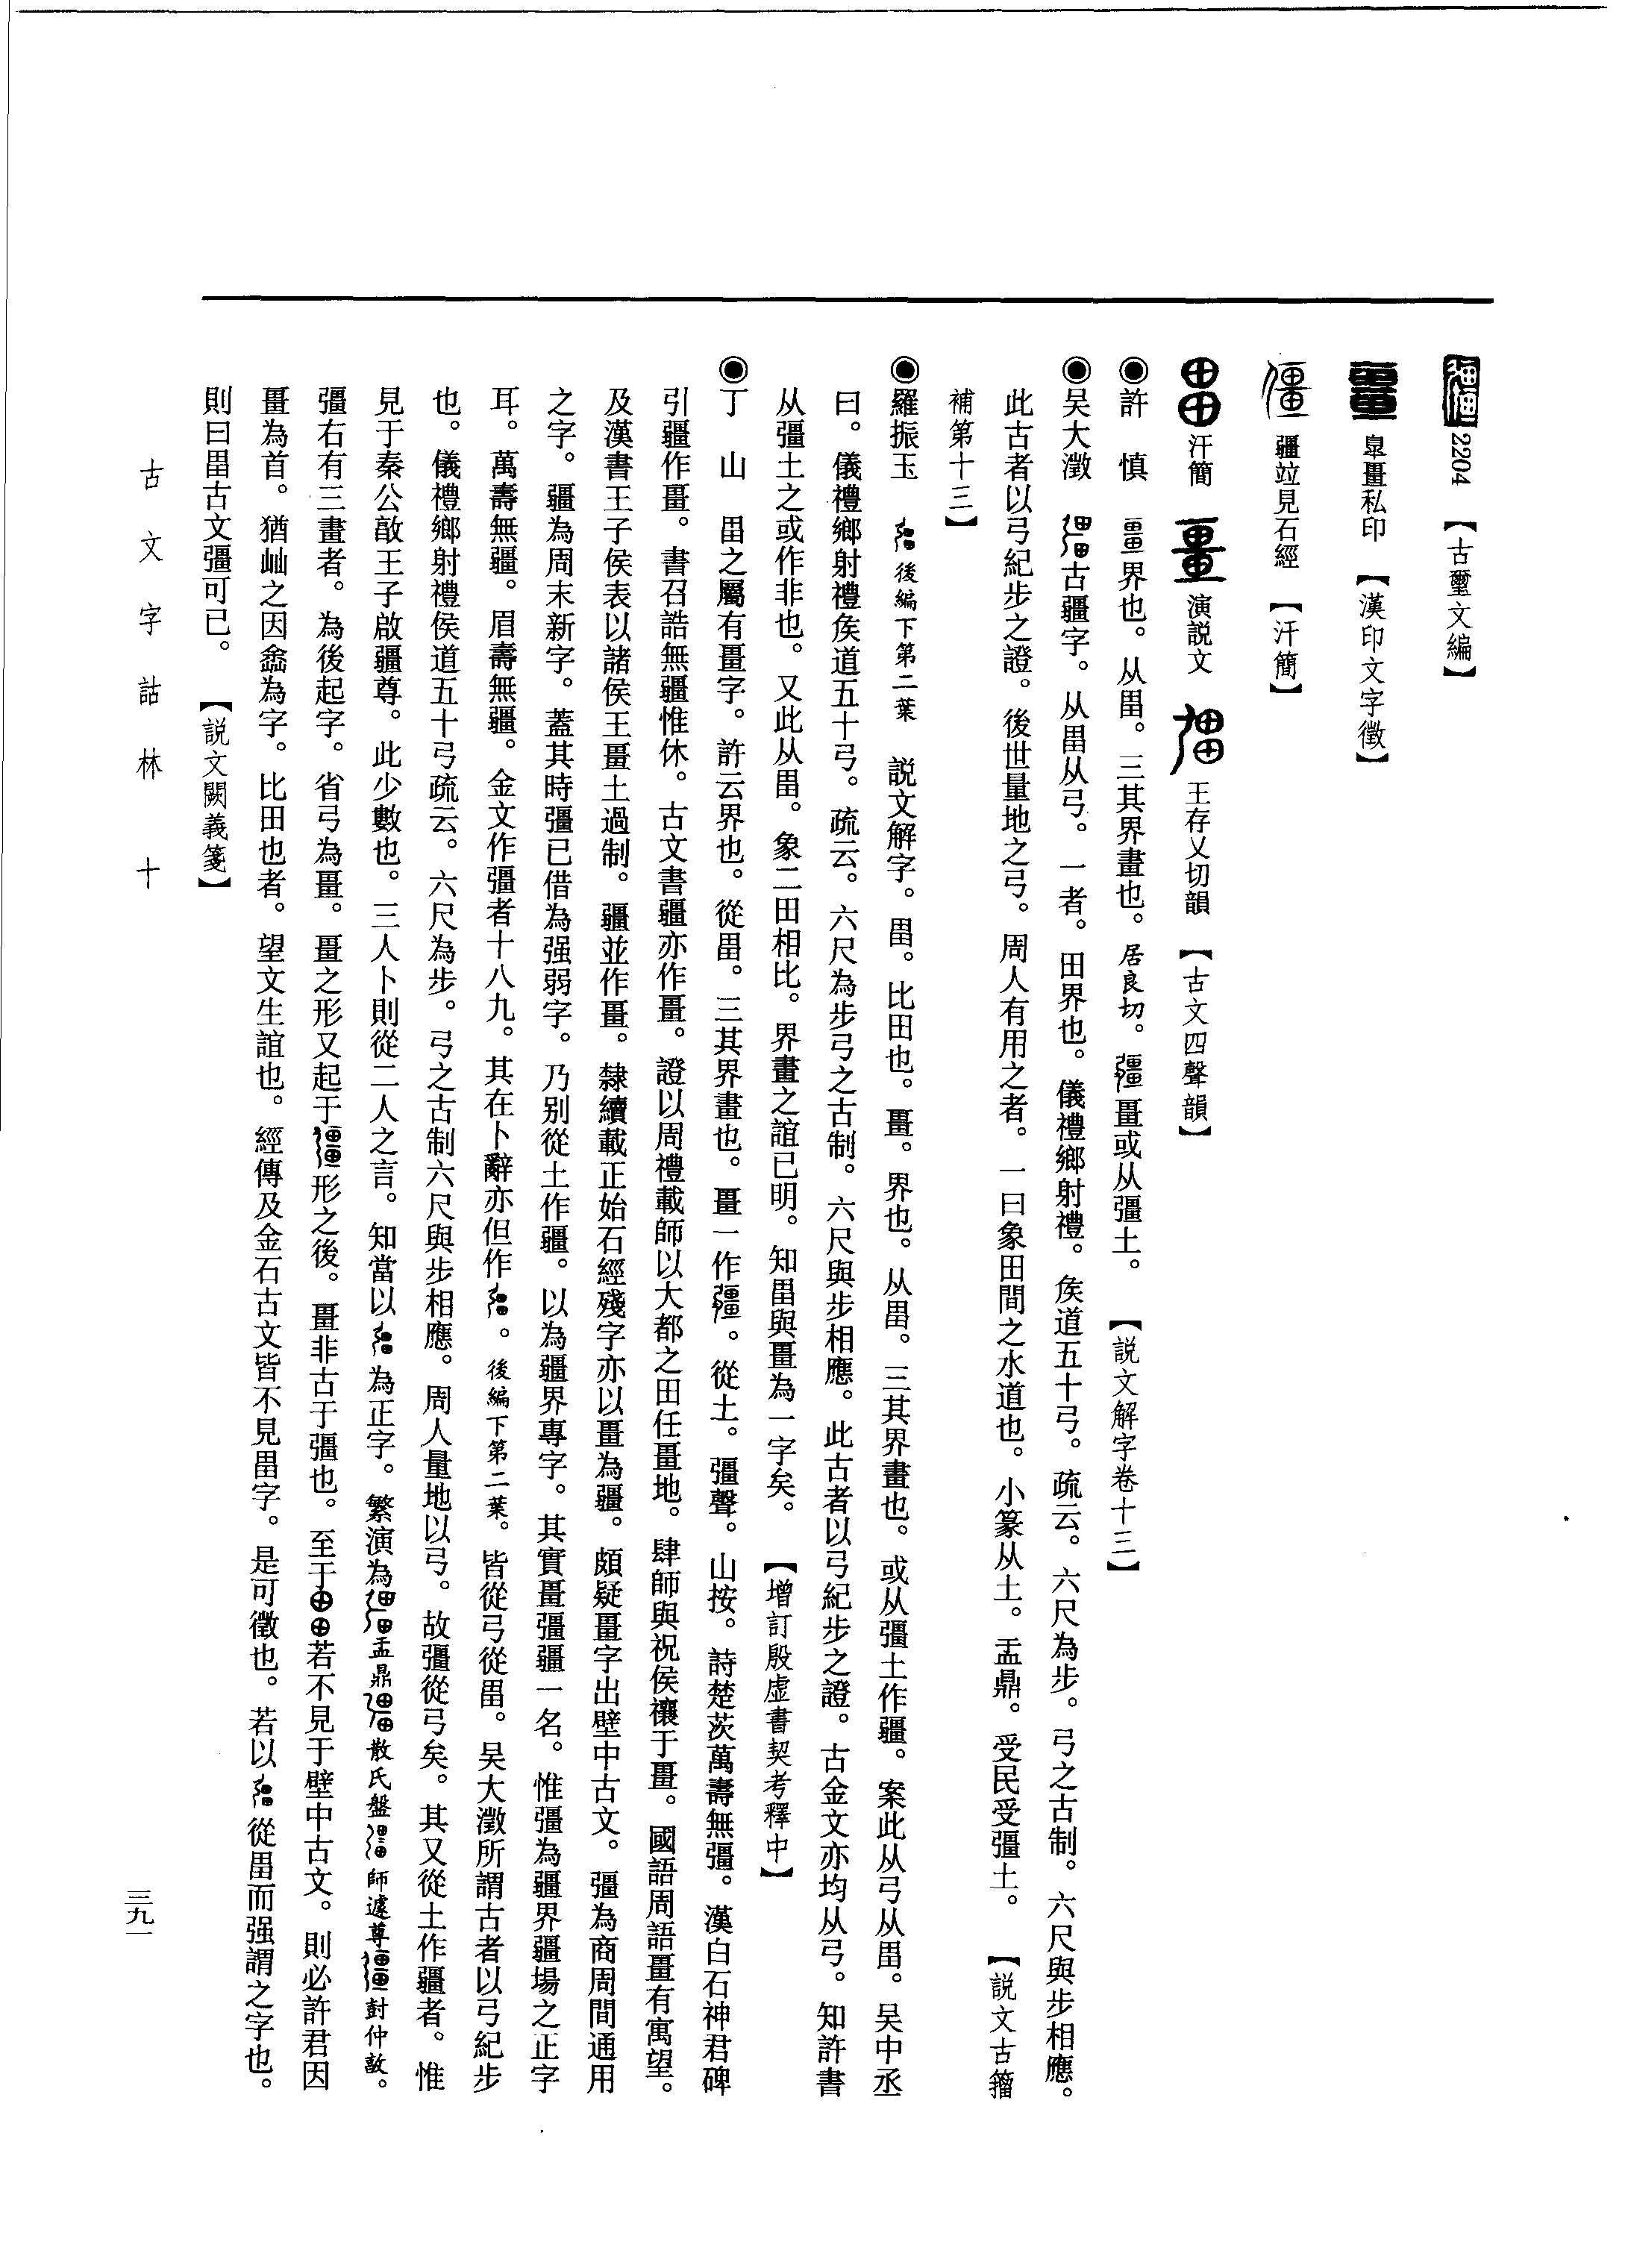 2204 【古璽文編】
辠畺私印 【漢印文字徵】
疆竝見石經 【汗簡】
汗簡 演説文 王存乂切韻 【古文四聲韻】
◉許 慎 畺界也。从畕。三其界畫也。居良切。疆畺或从彊土。 【説文解字卷十三】
◉吴大澂 古疆字。从畕从弓。一者。田界也。儀禮鄉射禮。矦道五十弓。疏云。六尺為步。弓之古制。六尺與步相應。
此古者以弓紀步之證。後世量地之弓。周人有用之者。一曰象田間之水道也。小篆从土。盂鼎。受民受彊土。 【説文古籀
補第十三】
◉羅振玉 後編下第二葉 説文解字。畕。比田也。畺。界也。从畕。三其界畫也。或从彊土作疆。案此从弓从畕。吴中丞
曰。儀禮鄉射禮矦道五十弓。疏云。六尺為步弓之古制。六尺與步相應。此古者以弓紀步之證。古金文亦均从弓。知許書
从彊土之或作非也。又此从畕。象二田相比。界畫之誼已明。知畕與畺為一字矣。 【增訂殷虚書契考釋中】
◉丁 山 畕之屬有畺字。許云界也。從畕。三其界畫也。畺一作疆。從土。彊聲。山按。詩楚茨萬壽無彊。漢白石神君碑
引疆作畺。書召誥無疆惟休。古文書疆亦作畺。證以周禮載師以大都之田任畺地。肆師與祝侯禳于畺。國語周語畺有寓望。
及漢書王子侯表以諸侯王畺土過制。疆並作畺。隸續載正始石經殘字亦以畺為疆。頗疑畺字出壁中古文。彊為商周間通用
之字。疆為周末新字。蓋其時彊已借為强弱字。乃别從土作疆。以為疆界專字。其實畺彊疆一名。惟彊為疆界疆埸之正字
耳。萬壽無疆。眉壽無疆。金文作彊者十八九。其在卜辭亦但作。後編下第二葉。皆從弓從畕。吴大澂所謂古者以弓紀步
也。儀禮鄉射禮侯道五十弓疏云。六尺為步。弓之古制六尺與步相應。周人量地以弓。故彊從弓矣。其又從土作疆者。惟
見于秦公敔王子啟疆尊。此少數也。三人卜則從二人之言。知當以為正字。繁演為盂鼎散氏盤師遽尊封仲敔。
彊右有三畫者。為後起字。省弓為畺。畺之形又起于形之後。畺非古于彊也。至于若不見于壁中古文。則必許君因
畺為首。猶屾之因嵞為字。比田也者。望文生誼也。經傳及金石古文皆不見畕字。是可徵也。若以從畕而强謂之字也。
則曰畕古文彊可已。 【説文闕義箋】
古文字詁林 十
三九一